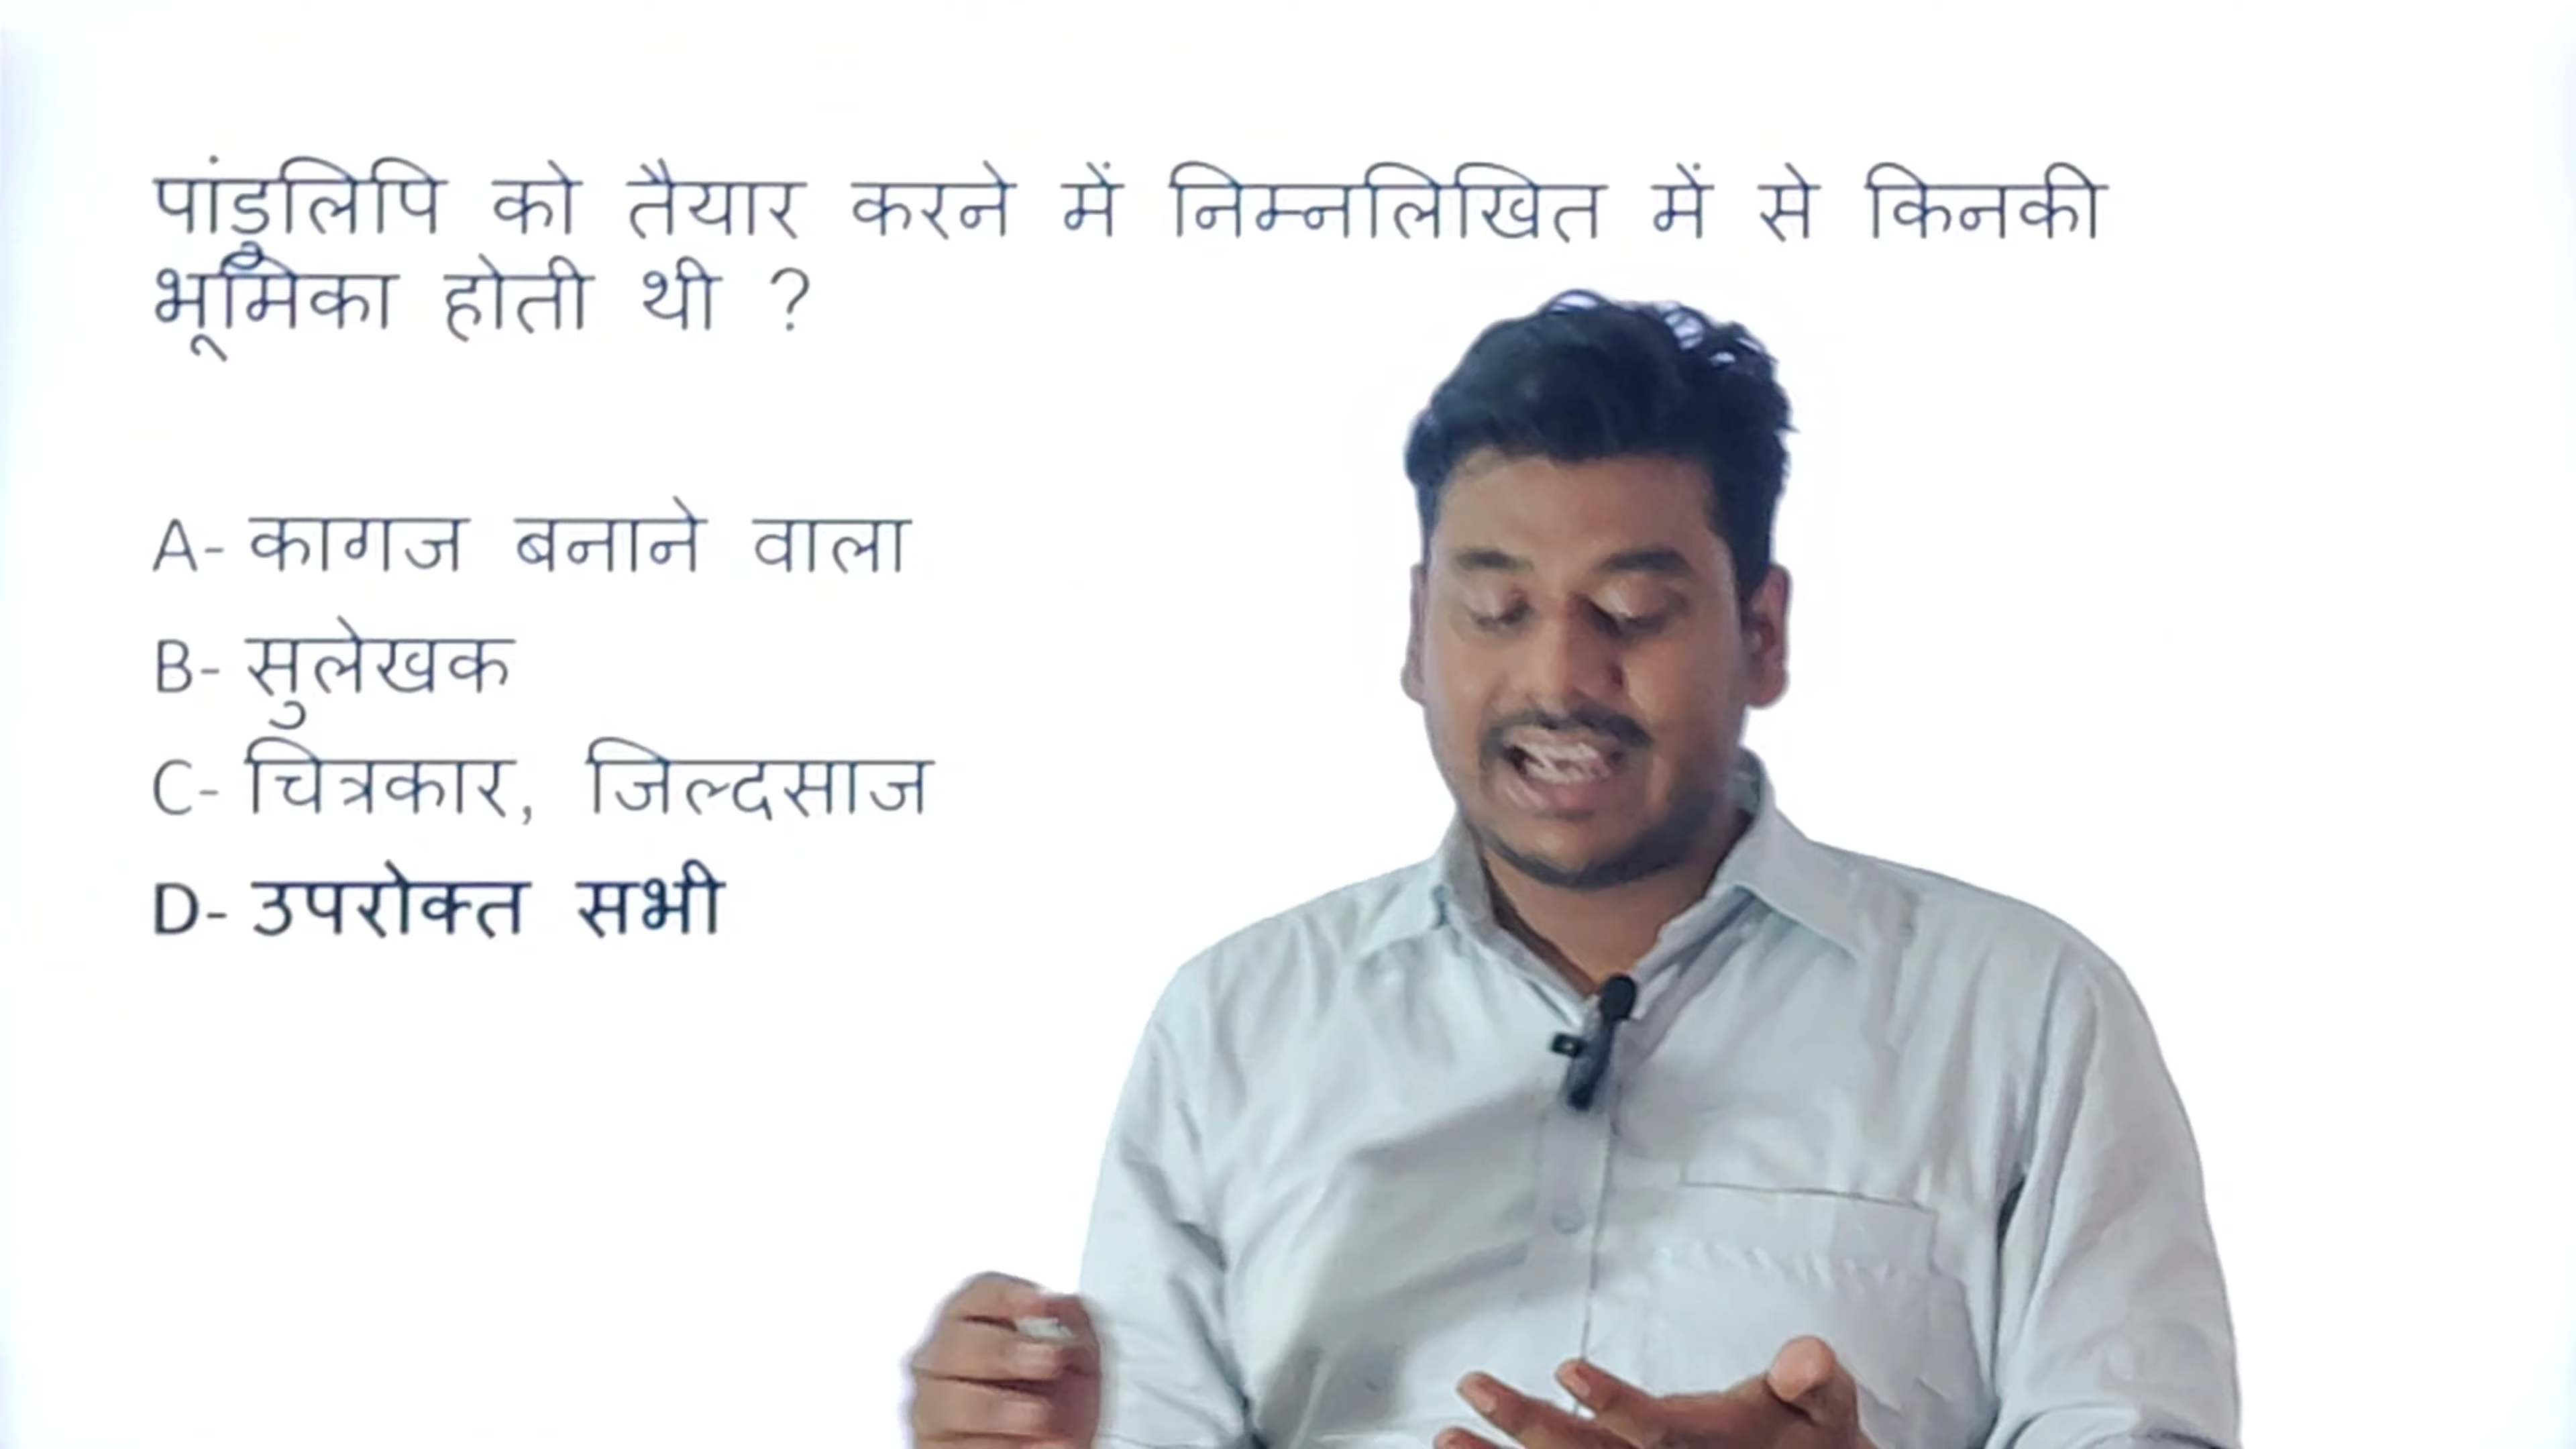 पांडुलिपि को तैयार करने में निम्नलिखित में से किनकी
भूमिका होती थी ?
A- कागज बनाने वाला
B- सुलेखक
C- चित्रकार, जिल्दसाज
D- उपरोक्त सभी